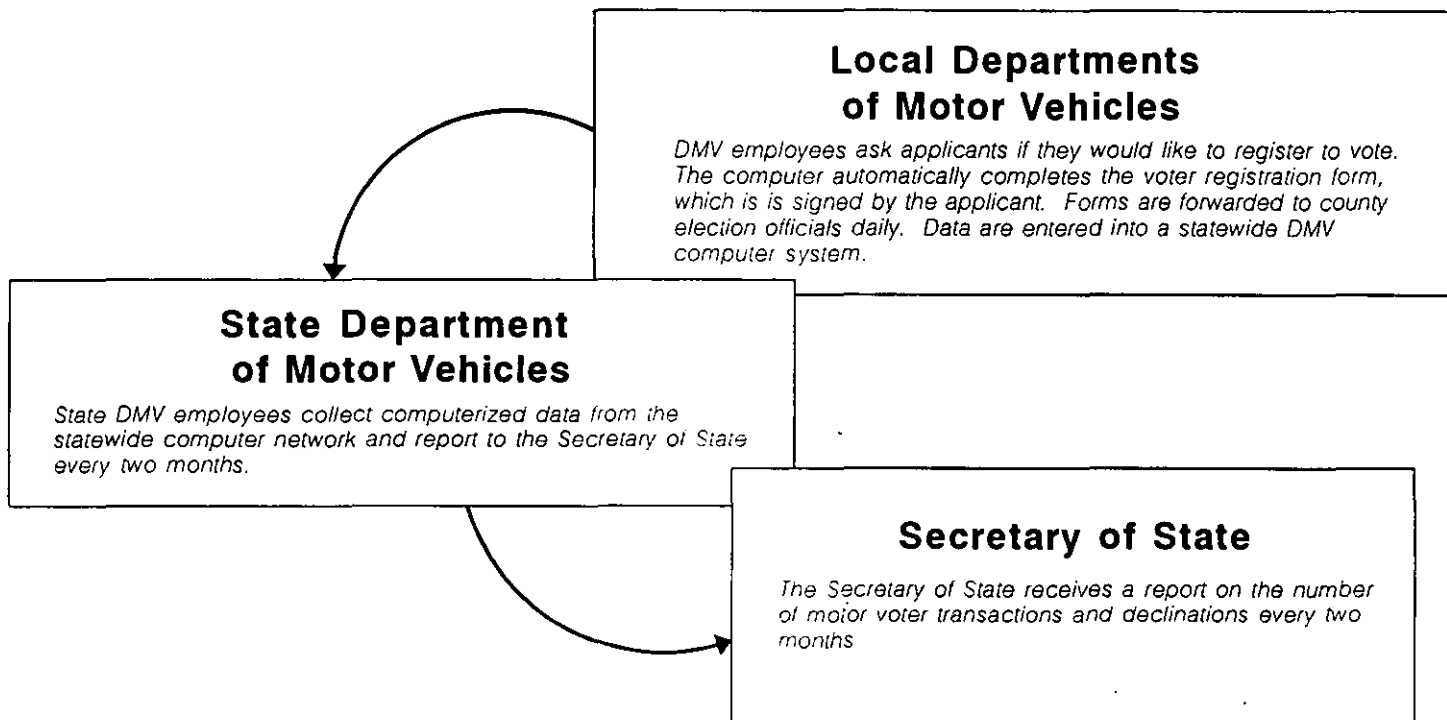 Local Departments
of Motor Vehicles
DMV employees ask applicants if they would like to register to vote.
The computer automatically completes the voter registration form,
which is is signed by the applicant. Forms are forwarded to county
election officials daily. Data are entered into a statewide DMV
computer system.
State Department
of Motor Vehicles
State DMV employees collect computerized data from the
statewide computer network and report to the Secretary of State
every two months.
Secretary of State
The Secretary of State receives a report on the number
of motor voter transactions and declinations every two
months